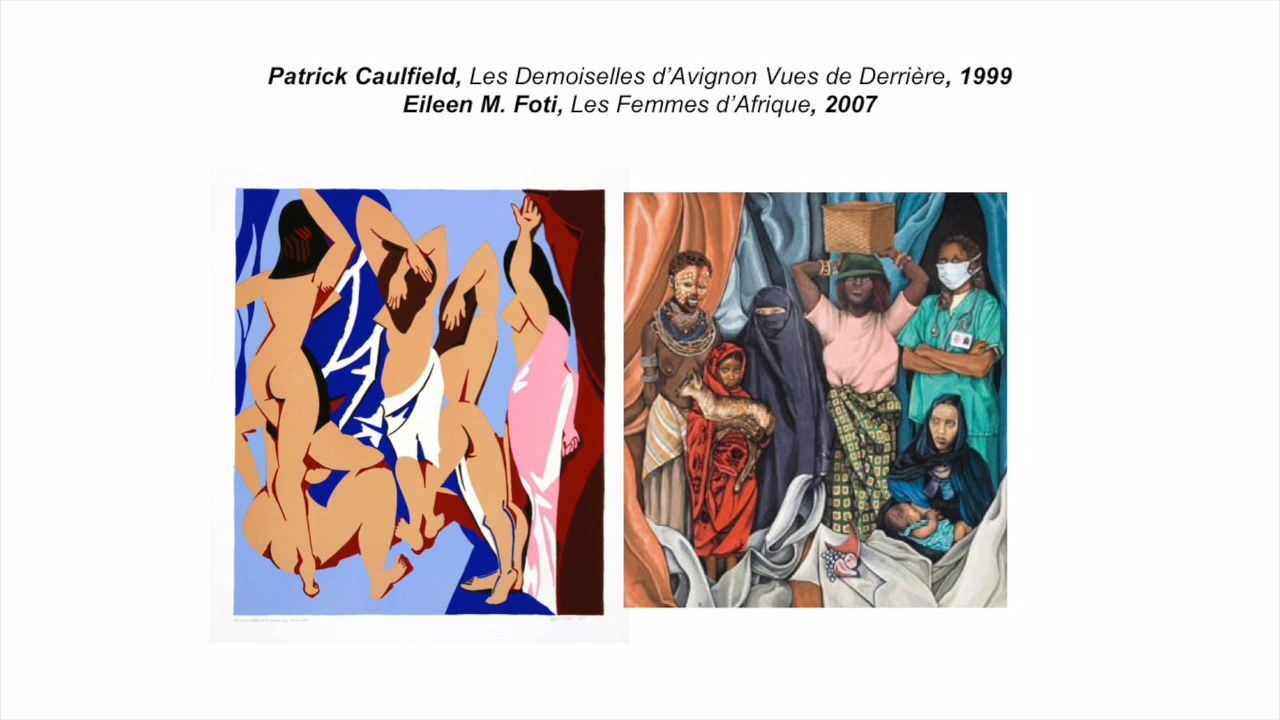 Patrick Caulfield, Les Demoiselles d’Avignon Vues de Derrière, 1999
Eileen M. Foti, Les Femmes d’Afrique, 2007